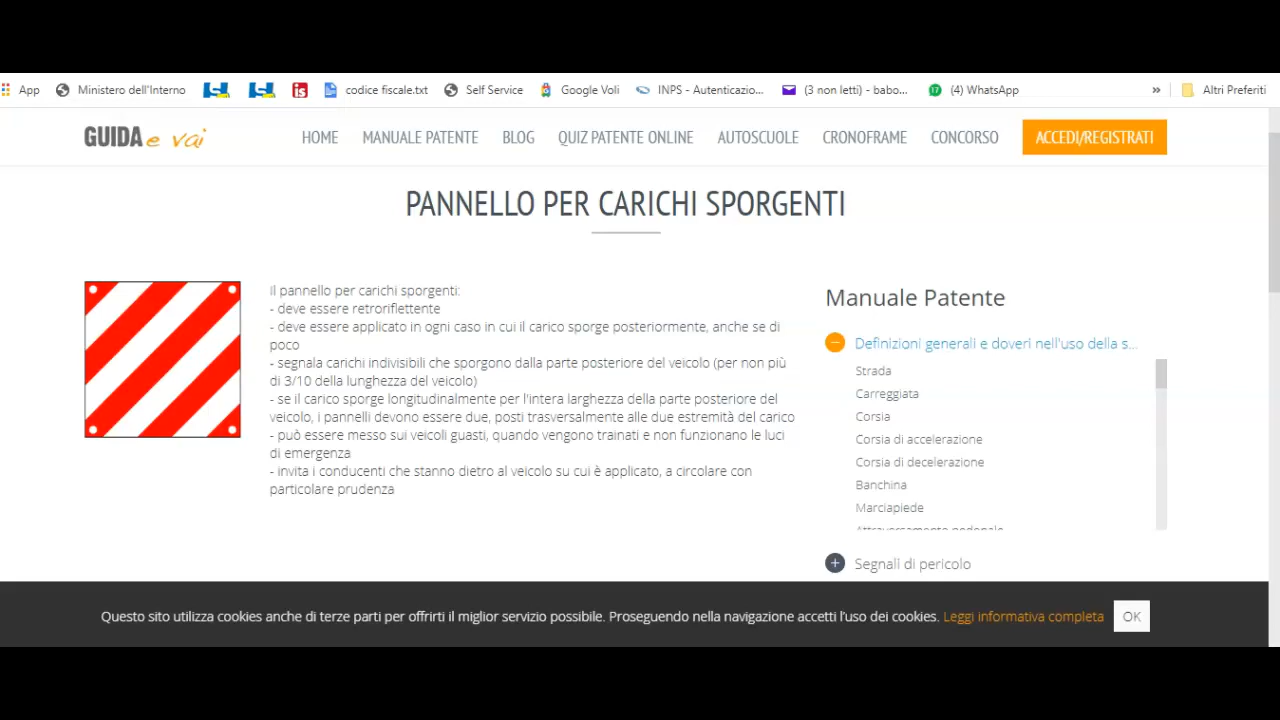 App Ministero dell'Interno codice fiscale.txt Self Service Google Voli INPS - Autenticazio... (3 non letti) - babo... (4) WhatsApp » Altri Preferiti
GUIDA e vai HOME MANUALE PATENTE BLOG QUIZ PATENTE ONLINE AUTOSCUOLE CRONOFRAME CONCORSO ACCEDI/REGISTRATI
PANNELLO PER CARICHI SPORGENTI
Il pannello per carichi sporgenti:
- deve essere retroriflettente
- deve essere applicato in ogni caso in cui il carico sporge posteriormente, anche se di
poco
- segnala carichi indivisibili che sporgono dalla parte posteriore del veicolo (per non più
di 3/10 della lunghezza del veicolo)
- se il carico sporge longitudinalmente per l'intera larghezza della parte posteriore del
veicolo, i pannelli devono essere due, posti trasversalmente alle due estremità del carico
- può essere messo sui veicoli guasti, quando vengono trainati e non funzionano le luci
di emergenza
- invita i conducenti che stanno dietro al veicolo su cui è applicato, a circolare con
particolare prudenza
Manuale Patente
Definizioni generali e doveri nell'uso della s...
Strada
Carreggiata
Corsia
Corsia di accelerazione
Corsia di decelerazione
Banchina
Marciapiede
Attraversamento pedonale
Segnali di pericolo
Questo sito utilizza cookies anche di terze parti per offrirti il miglior servizio possibile. Proseguendo nella navigazione accetti l'uso dei cookies. Leggi informativa completa OK